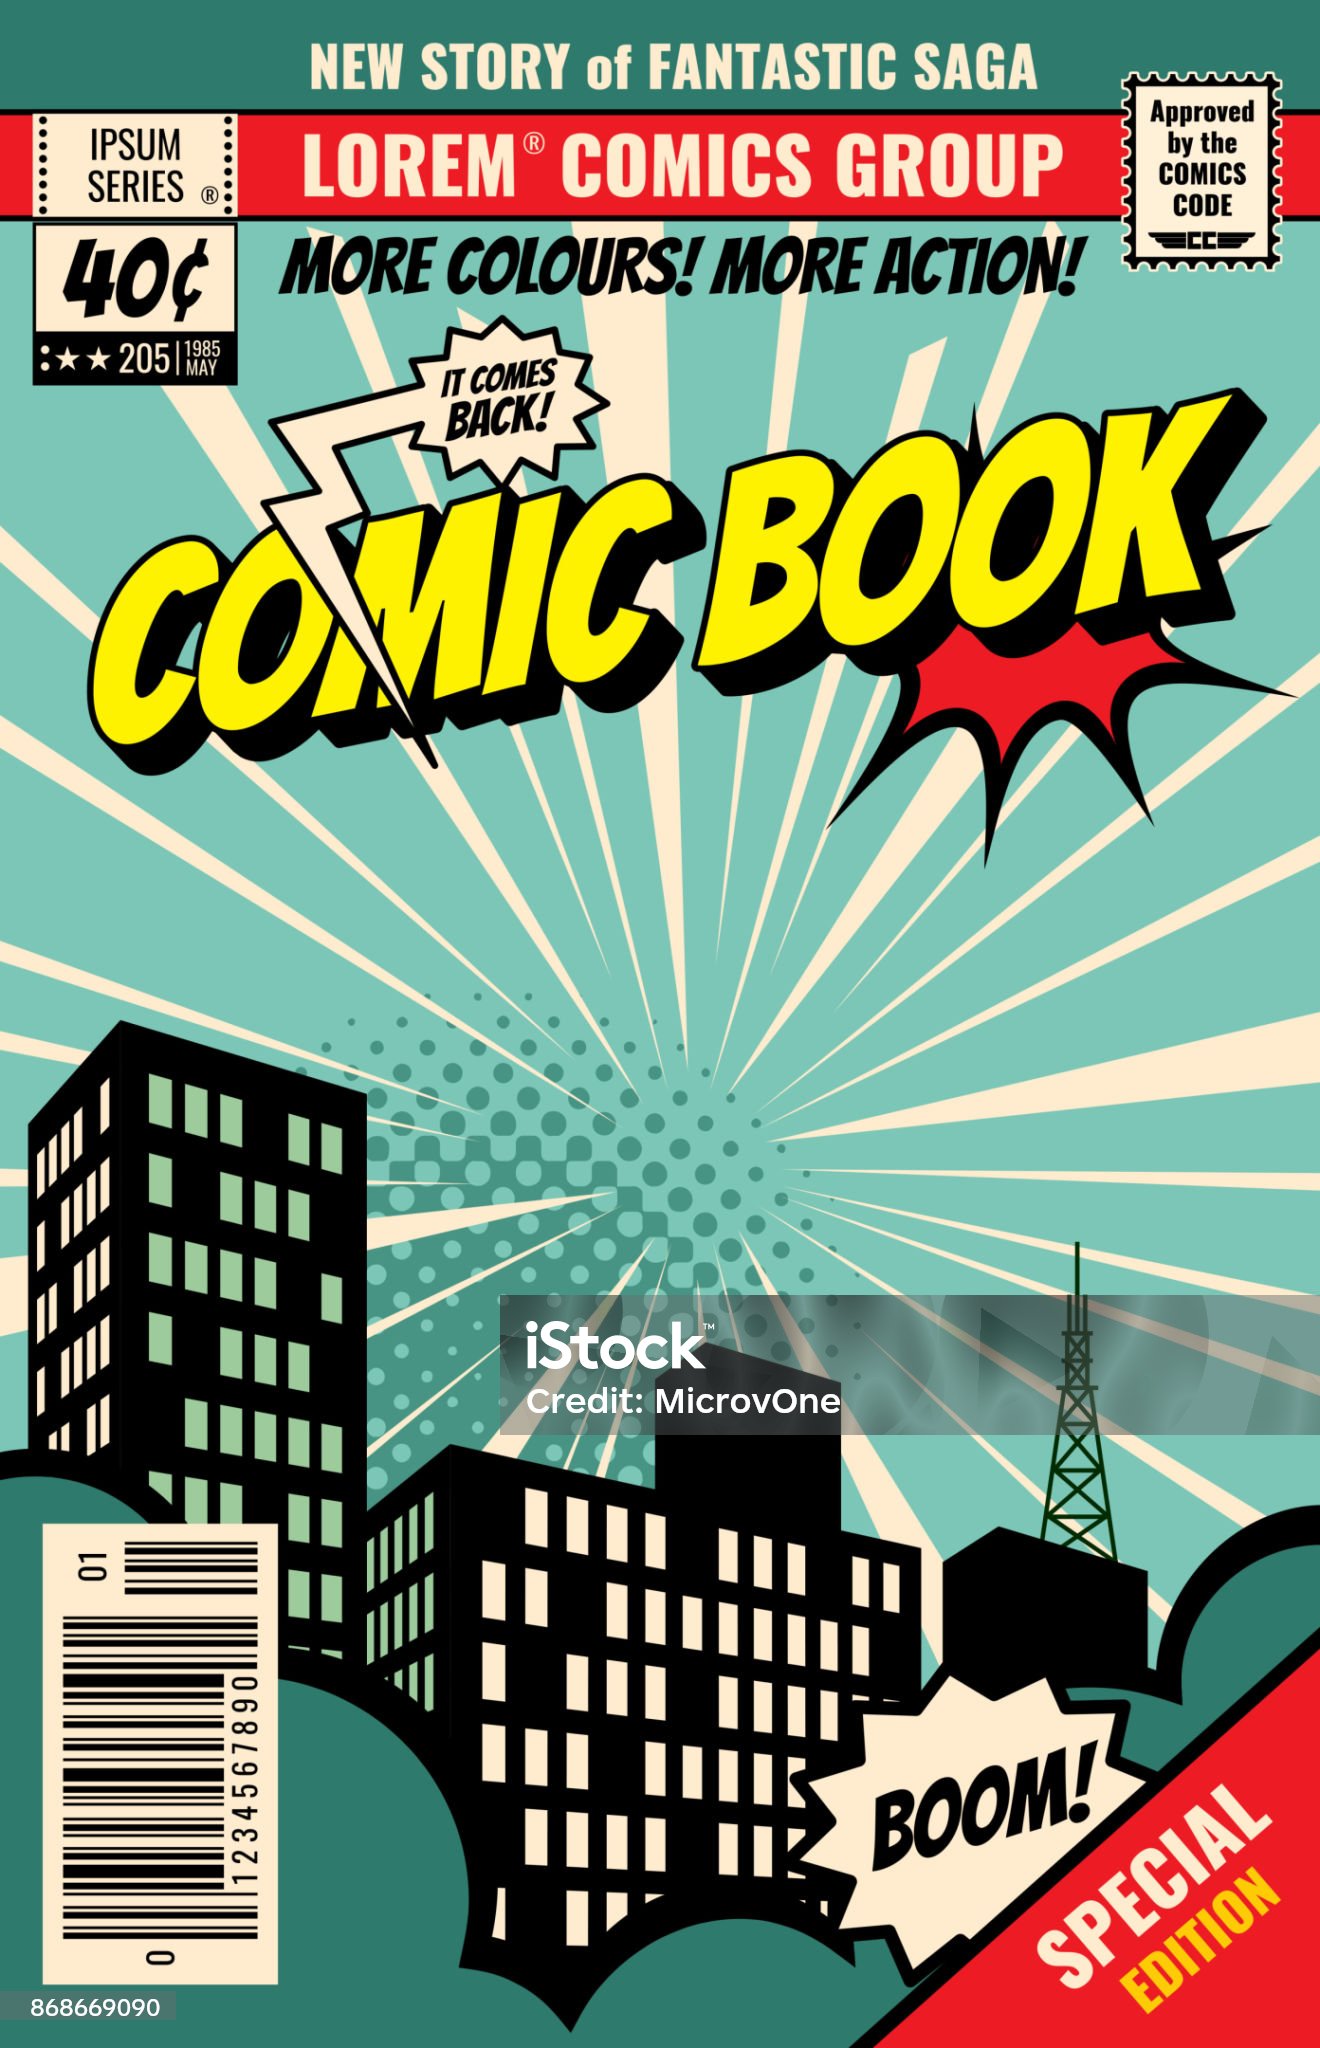 NEW STORY of FANTASTIC SAGA
IPSUM
SERIES ®
LOREM® COMICS GROUP
Approved
by the
COMICS
CODE
CC
40¢
205
1985
MAY
MORE COLOURS! MORE ACTION!
IT COMES
BACK!
COMIC BOOK
iStock™
Credit: MicrovOne
BOOM!
SPECIAL
EDITION
01
1234567890
0
868669090